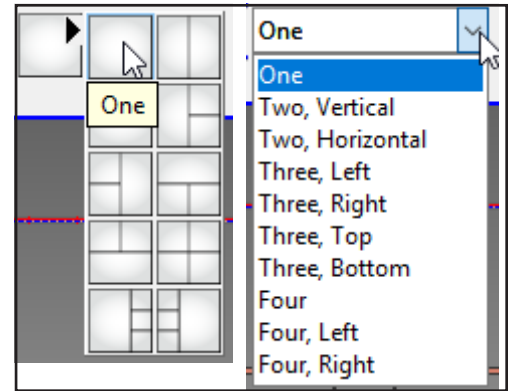 One
One
One
Two, Vertical
Two, Horizontal
Three, Left
Three, Right
Three, Top
Three, Bottom
Four
Four, Left
Four, Right